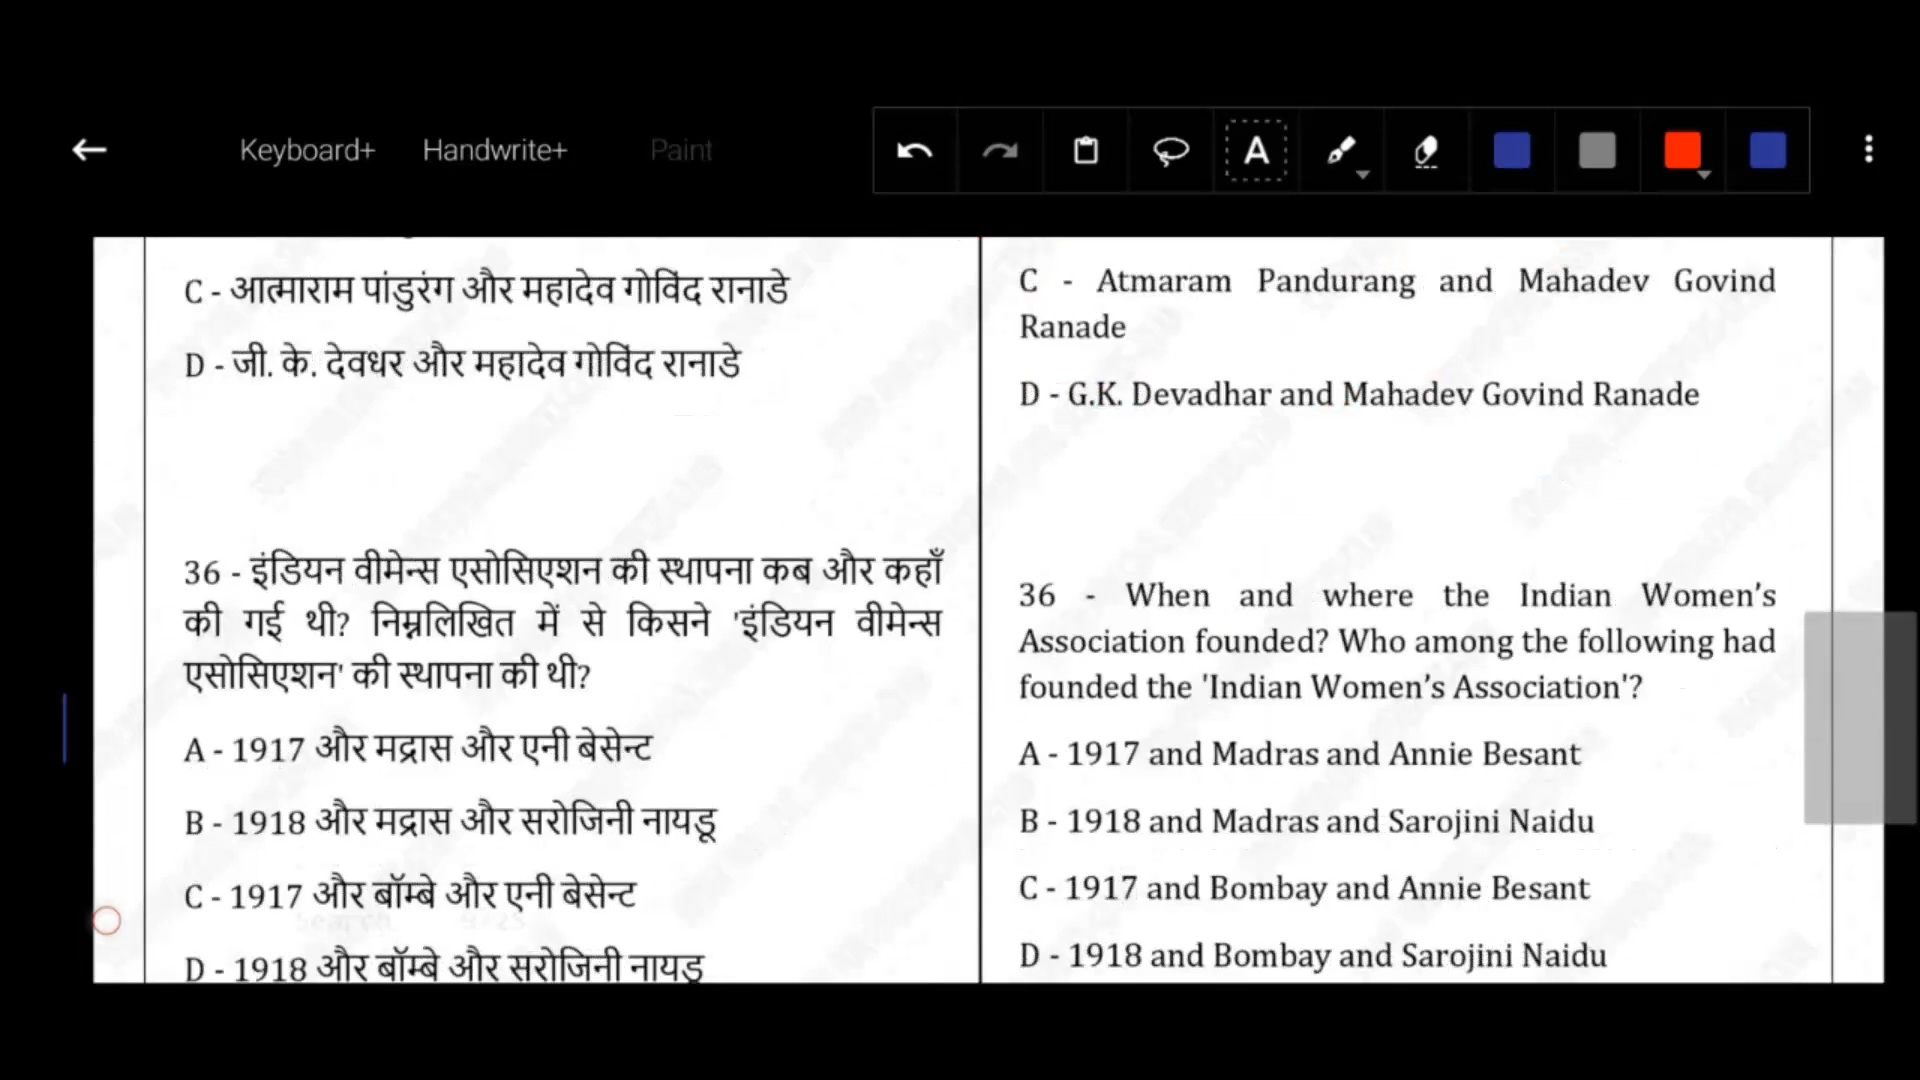 Keyboard+ Handwrite+ Paint
A
C - आत्माराम पांडुरंग और महादेव गोविंद रानाडे
D - जी. के. देवधर और महादेव गोविंद रानाडे
36 - इंडियन वीमेन्स एसोसिएशन की स्थापना कब और कहाँ
की गई थी? निम्नलिखित में से किसने 'इंडियन वीमेन्स
एसोसिएशन' की स्थापना की थी?
A - 1917 और मद्रास और एनी बेसेन्ट
B - 1918 और मद्रास और सरोजिनी नायडू
C - 1917 और बॉम्बे और एनी बेसेन्ट
D - 1918 और बॉम्बे और सरोजिनी नायडू
C - Atmaram Pandurang and Mahadev Govind
Ranade
D - G.K. Devadhar and Mahadev Govind Ranade
36 - When and where the Indian Women's
Association founded? Who among the following had
founded the 'Indian Women's Association'?
A - 1917 and Madras and Annie Besant
B - 1918 and Madras and Sarojini Naidu
C - 1917 and Bombay and Annie Besant
D - 1918 and Bombay and Sarojini Naidu